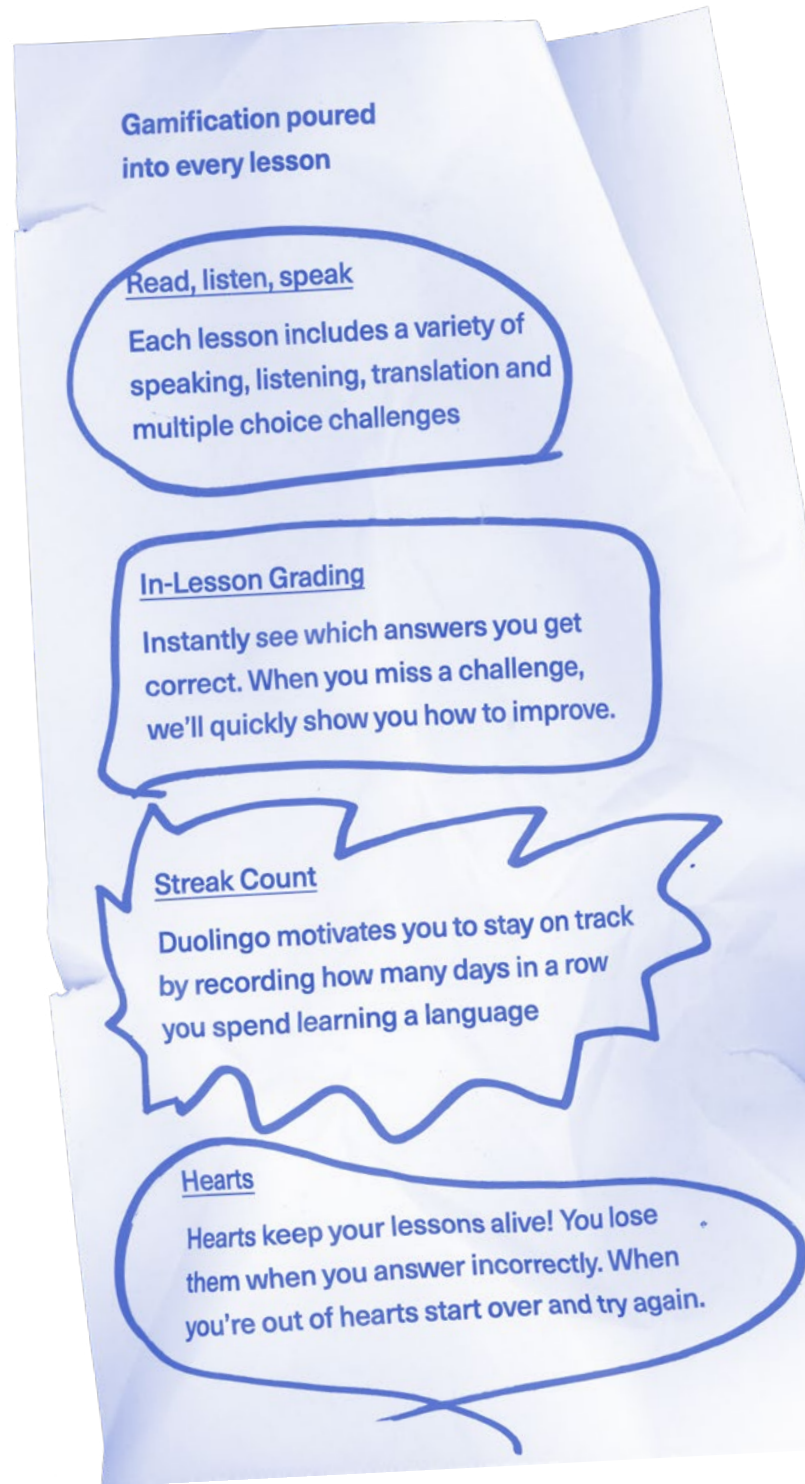 Gamification poured
into every lesson
Read, listen, speak
Each lesson includes a variety of
speaking, listening, translation and
multiple choice challenges
In-Lesson Grading
Instantly see which answers you get
correct. When you miss a challenge,
we'll quickly show you how to improve.
Streak Count
Duolingo motivates you to stay on track
by recording how many days in a row
you spend learning a language
Hearts
Hearts keep your lessons alive! You lose
them when you answer incorrectly. When
you're out of hearts start over and try again.